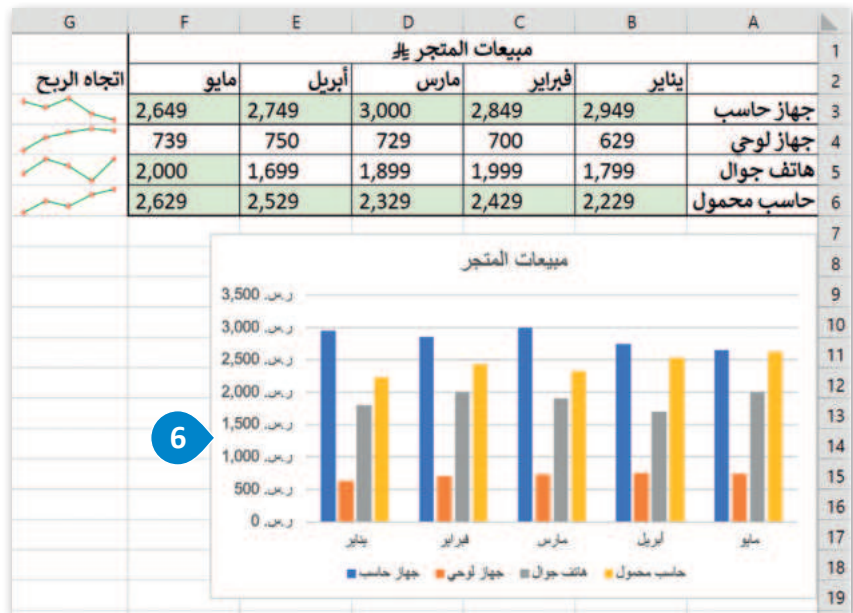 A B C D E F G
1 مبيعات المتجر ⃁
2 يناير فبراير مارس أبريل مايو اتجاه الربح
3 جهاز حاسب 2,949 2,849 3,000 2,749 2,649
4 جهاز لوحي 629 700 729 750 739
5 هاتف جوال 1,799 1,999 1,899 1,699 2,000
6 حاسب محمول 2,229 2,429 2,329 2,529 2,629
7
8
9
10
11
12
13
14
15
16
17
18
19
مبيعات المتجر
ر.س. 3,500
ر.س. 3,000
ر.س. 2,500
ر.س. 2,000
ر.س. 1,500
ر.س. 1,000
ر.س. 500
ر.س. 0
يناير فبراير مارس أبريل مايو
جهاز حاسب جهاز لوحي هاتف جوال حاسب محمول
6